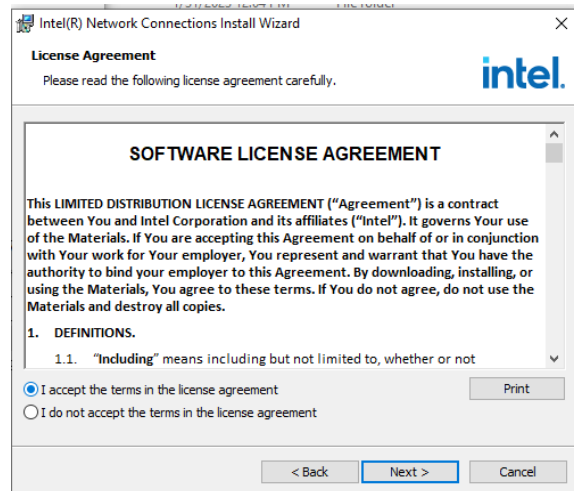 Intel(R) Network Connections Install Wizard
License Agreement
Please read the following license agreement carefully.
intel.
SOFTWARE LICENSE AGREEMENT
This LIMITED DISTRIBUTION LICENSE AGREEMENT (“Agreement”) is a contract
between You and Intel Corporation and its affiliates (“Intel”). It governs Your use
of the Materials. If You are accepting this Agreement on behalf of or in conjunction
with Your work for Your employer, You represent and warrant that You have the
authority to bind your employer to this Agreement. By downloading, installing, or
using the Materials, You agree to these terms. If You do not agree, do not use the
Materials and destroy all copies.
1. DEFINITIONS.
1.1. “Including” means including but not limited to, whether or not
I accept the terms in the license agreement
Print
I do not accept the terms in the license agreement
< Back
Next >
Cancel